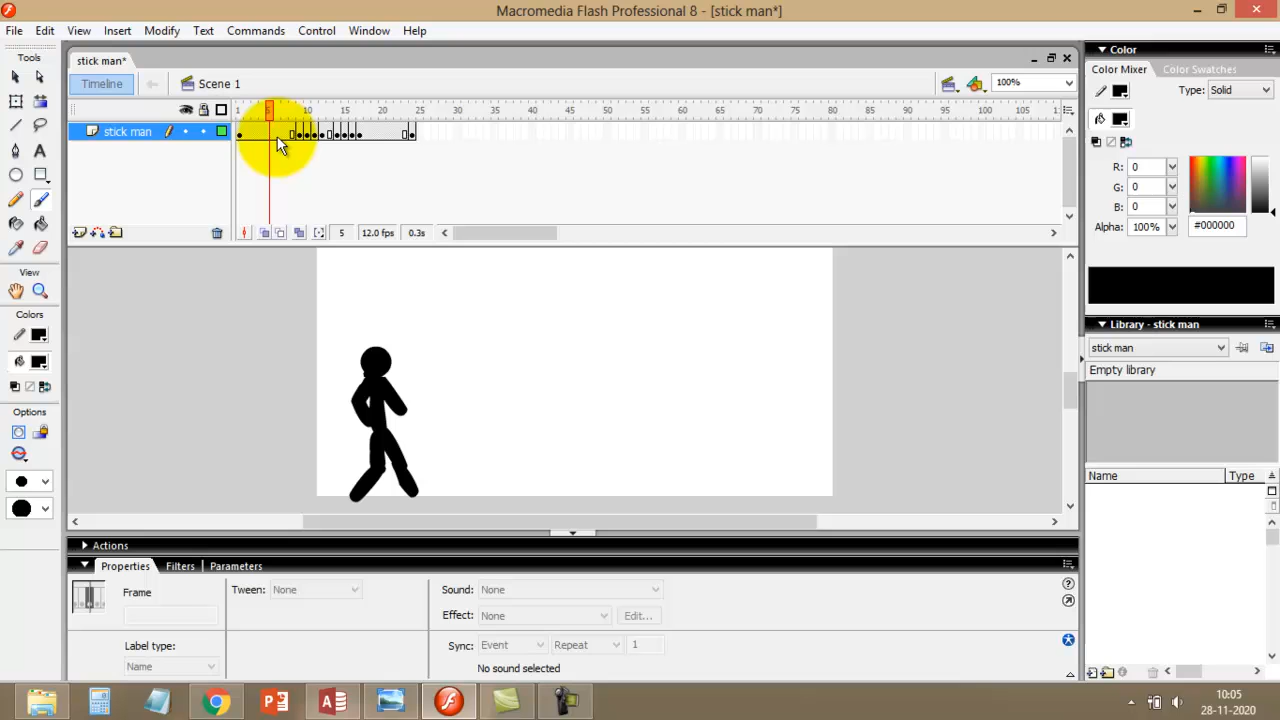 Macromedia Flash Professional 8 - [stick man*]
File Edit View Insert Modify Text Commands Control Window Help
Tools
stick man*
Timeline
Scene 1
100%
1 10 15 20 25 30 35 40 45 50 55 60 65 70 75 80 85 90 95 100 105
stick man
5 12.0 fps 0.3s
View
Colors
Options
Color
Color Mixer Color Swatches
Type: Solid
R: 0
G: 0
B: 0
Alpha: 100% #000000
Library - stick man
stick man
Empty library
Name Type
Actions
Properties Filters Parameters
Frame
Tween: None
Sound: None
Effect: None Edit...
Label type:
Name
Sync: Event Repeat 1
No sound selected
10:05
28-11-2020